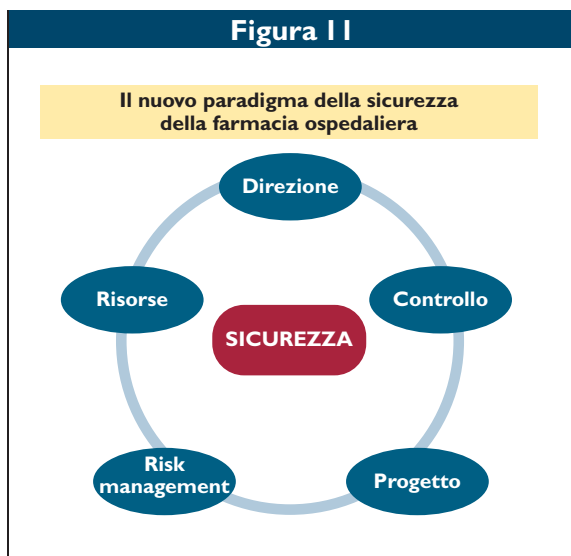 Figura 11
Il nuovo paradigma della sicurezza
della farmacia ospedaliera
Direzione
Risorse
Controllo
SICUREZZA
Risk
management
Progetto